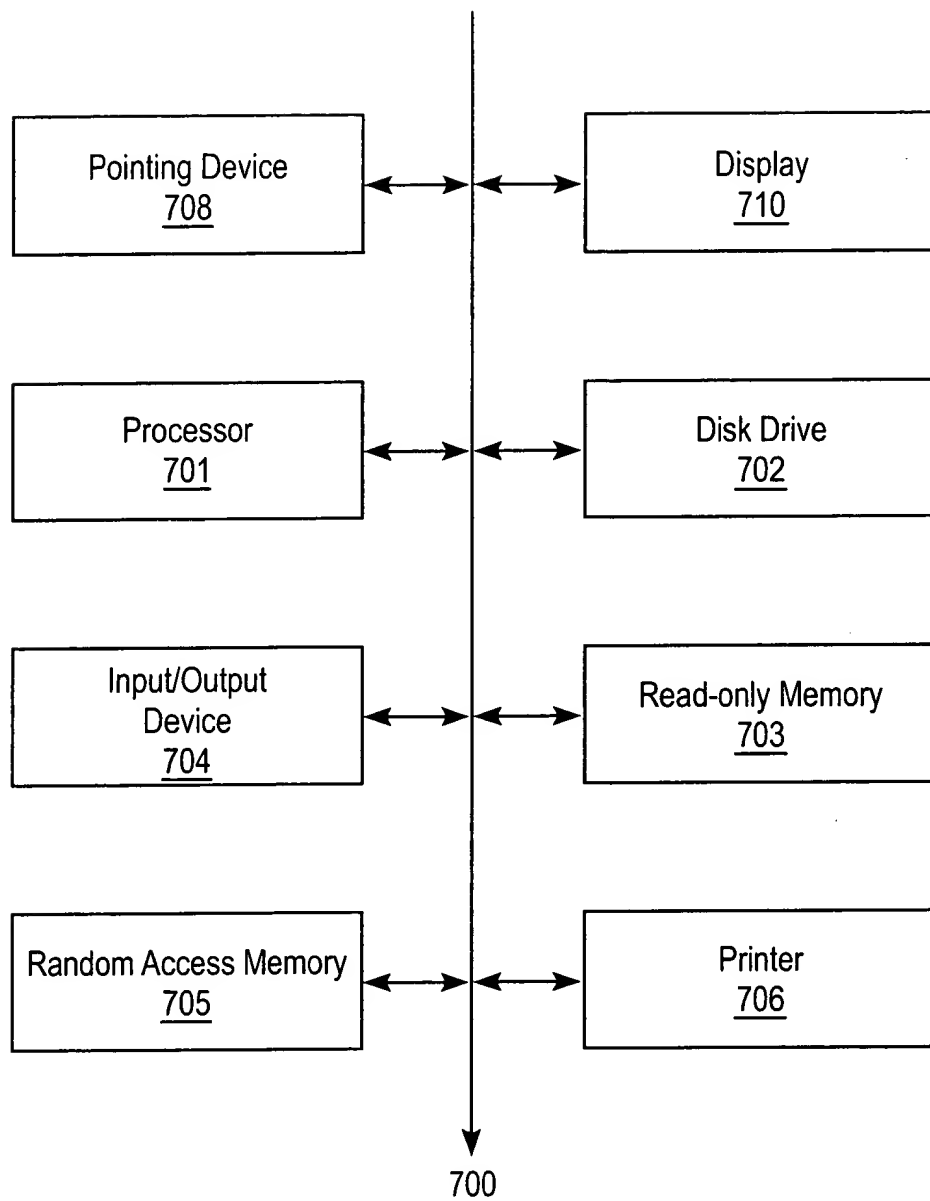 Pointing Device
708
Display
710
Processor
701
Disk Drive
702
Input/Output
Device
704
Read-only Memory
703
Random Access Memory
705
Printer
706
700